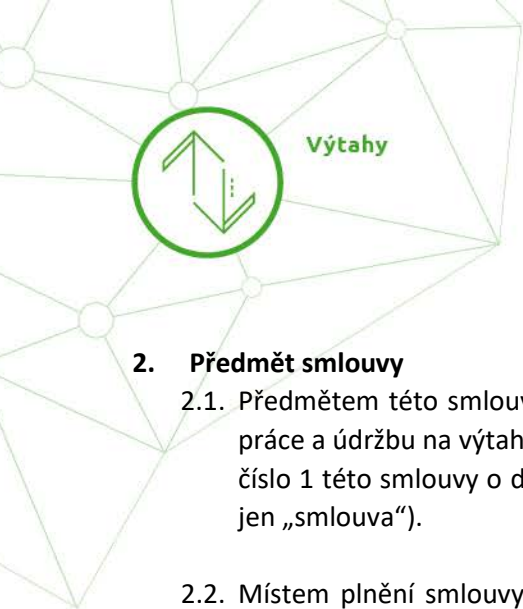 Výtahy
2. Předmět smlouvy
2.1. Předmětem této smlouv
práce a údržbu na výtah
číslo 1 této smlouvy o d
jen „smlouva“).
2.2. Místem plnění smlouvy